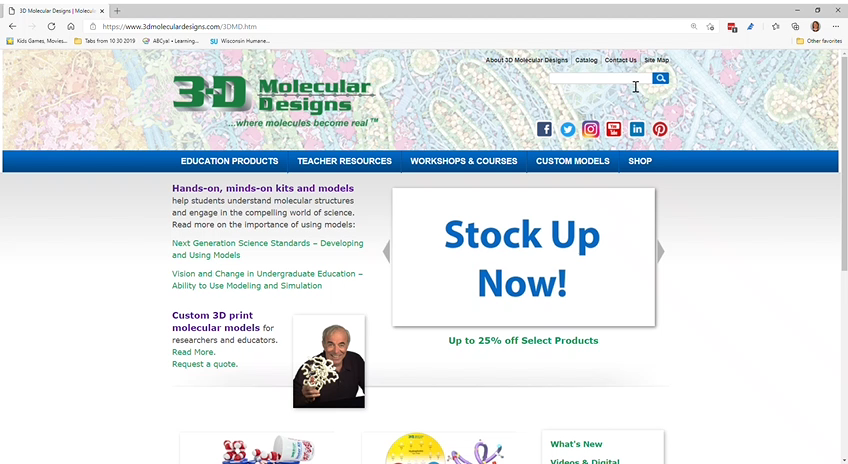 3D Molecular Designs | Molecula
https://www.3dmoleculardesigns.com/3DMD.htm
Kids Games, Movies... Tabs from 10.30.2019 ABCya! • Learning... Wisconsin Humane... Other favorites
About 3D Molecular Designs Catalog Contact Us Site Map
3-D Molecular Designs
...where molecules become real ™
EDUCATION PRODUCTS TEACHER RESOURCES WORKSHOPS & COURSES CUSTOM MODELS SHOP
Hands-on, minds-on kits and models
help students understand molecular structures
and engage in the compelling world of science.
Read more on the importance of using models:
Next Generation Science Standards – Developing
and Using Models
Vision and Change in Undergraduate Education –
Ability to Use Modeling and Simulation
Stock Up
Now!
Up to 25% off Select Products
Custom 3D print
molecular models for
researchers and educators.
Read More.
Request a quote.
What's New
Videos & Digital